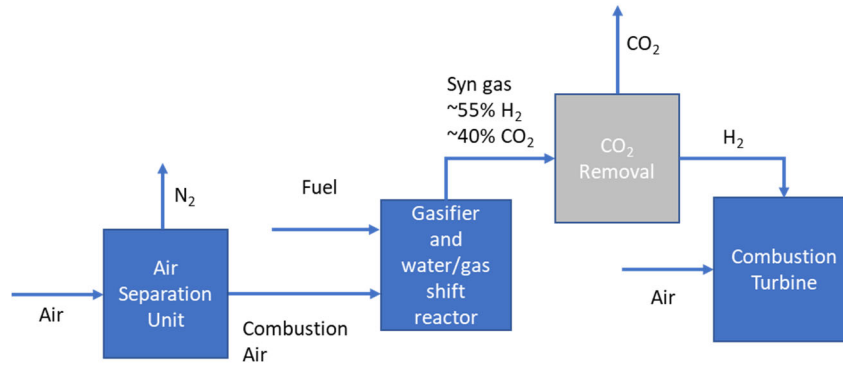 CO₂
Syn gas
~55% H₂
~40% CO₂
CO₂
Removal
H₂
N₂
Fuel
Gasifier
and
water/gas
shift
reactor
Air
Separation
Unit
Combustion
Turbine
Air
Combustion
Air
Air